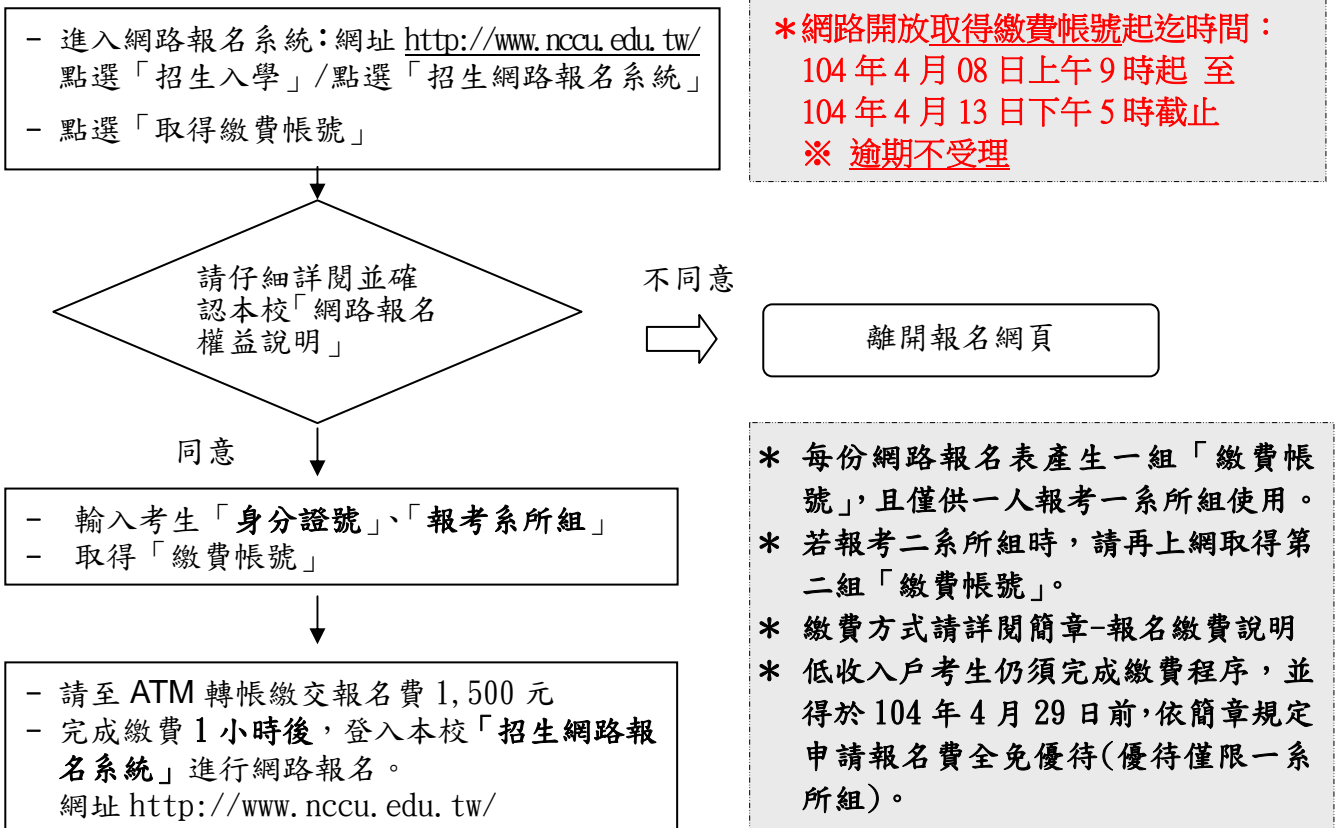 - 進入網路報名系統：網址 http://www.nccu.edu.tw/
點選「招生入學」/點選「招生網路報名系統」
- 點選「取得繳費帳號」
＊網路開放取得繳費帳號起迄時間：
104 年 4 月 08 日上午 9 時起 至
104 年 4 月 13 日下午 5 時截止
※ 逾期不受理
請仔細詳閱並確
認本校「網路報名
權益說明」
不同意
離開報名網頁
同意
- 輸入考生「身分證號」、「報考系所組」
- 取得「繳費帳號」
- 請至 ATM 轉帳繳交報名費 1,500 元
- 完成繳費 1 小時後，登入本校「招生網路報
名系統」進行網路報名。
網址 http://www.nccu.edu.tw/
＊ 每份網路報名表產生一組「繳費帳
號」，且僅供一人報考一系所組使用。
＊ 若報考二系所組時，請再上網取得第
二組「繳費帳號」。
＊ 繳費方式請詳閱簡章-報名繳費說明
＊ 低收入戶考生仍須完成繳費程序，並
得於 104 年 4 月 29 日前，依簡章規定
申請報名費全免優待(優待僅限一系
所組)。